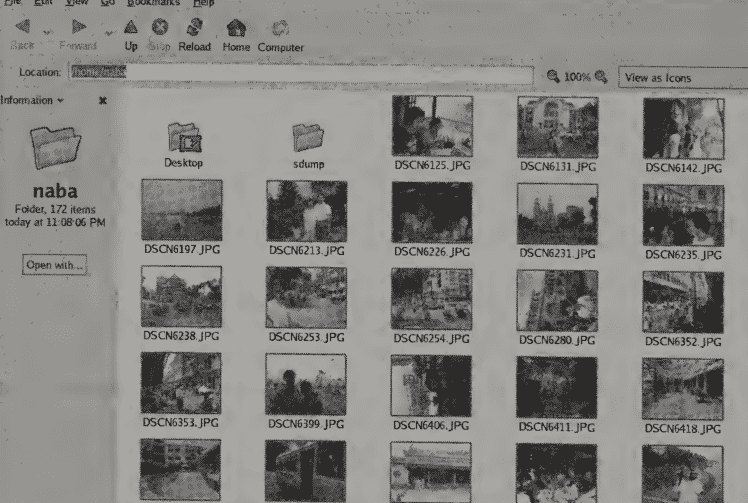 File Edit View Go Bookmarks Help
Back Forward Up Stop Reload Home Computer
Location: /home/naba 100% View as Icons
Information
naba
Folder, 172 items
today at 11:08:06 PM
Open with...
Desktop sdump DSCN6125.JPG DSCN6131.JPG DSCN6142.JPG
DSCN6197.JPG DSCN6213.JPG DSCN6226.JPG DSCN6231.JPG DSCN6235.JPG
DSCN6238.JPG DSCN6253.JPG DSCN6254.JPG DSCN6280.JPG DSCN6352.JPG
DSCN6353.JPG DSCN6399.JPG DSCN6406.JPG DSCN6411.JPG DSCN6418.JPG